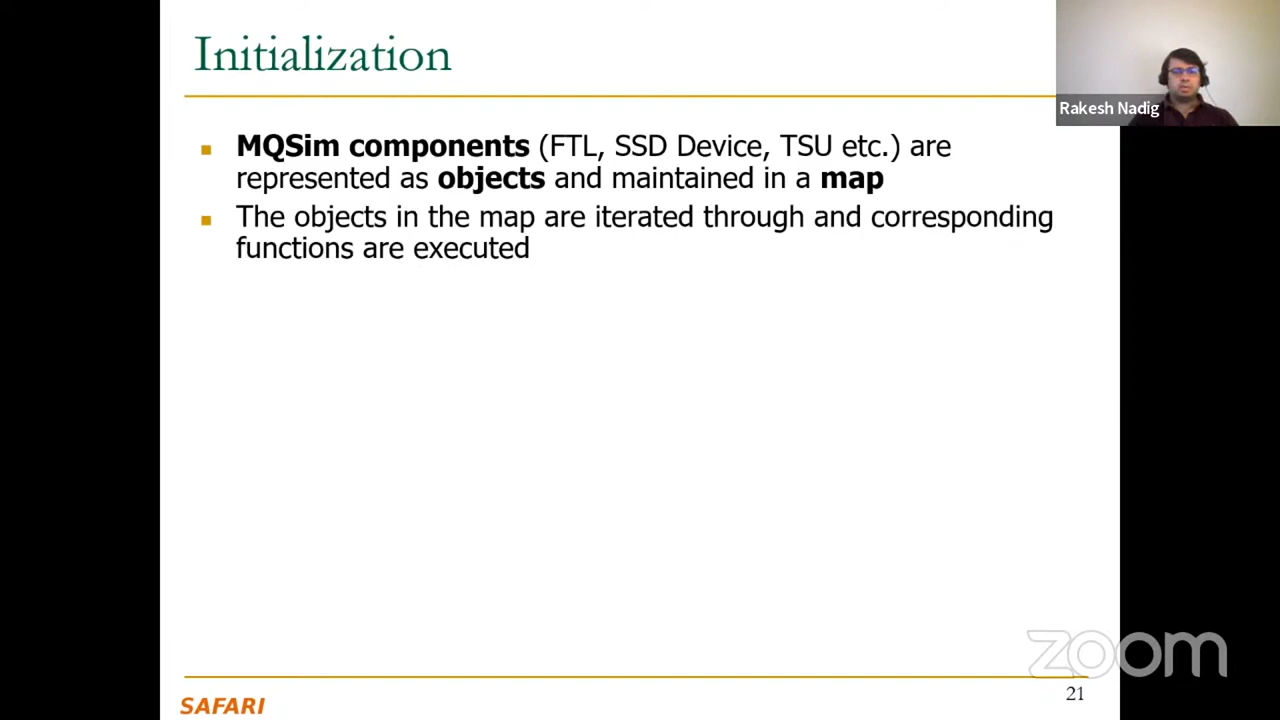 Initialization
Rakesh Nadig
■ MQSim components (FTL, SSD Device, TSU etc.) are
represented as objects and maintained in a map
■ The objects in the map are iterated through and corresponding
functions are executed
zoom
SAFARI
21